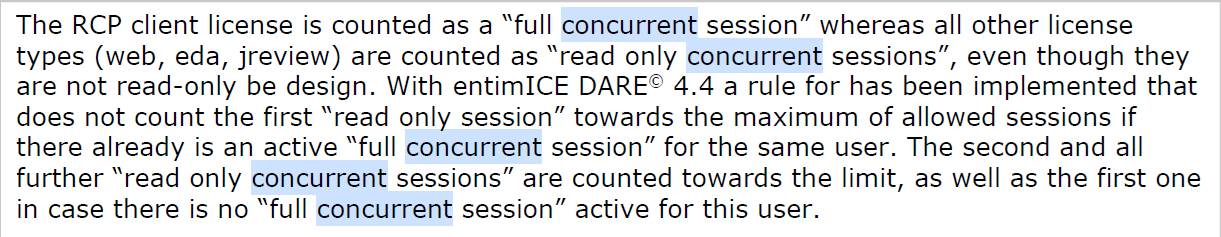 The RCP client license is counted as a “full concurrent session” whereas all other license
types (web, eda, jreview) are counted as “read only concurrent sessions”, even though they
are not read-only be design. With entimICE DARE© 4.4 a rule for has been implemented that
does not count the first “read only session” towards the maximum of allowed sessions if
there already is an active “full concurrent session” for the same user. The second and all
further “read only concurrent sessions” are counted towards the limit, as well as the first one
in case there is no “full concurrent session” active for this user.